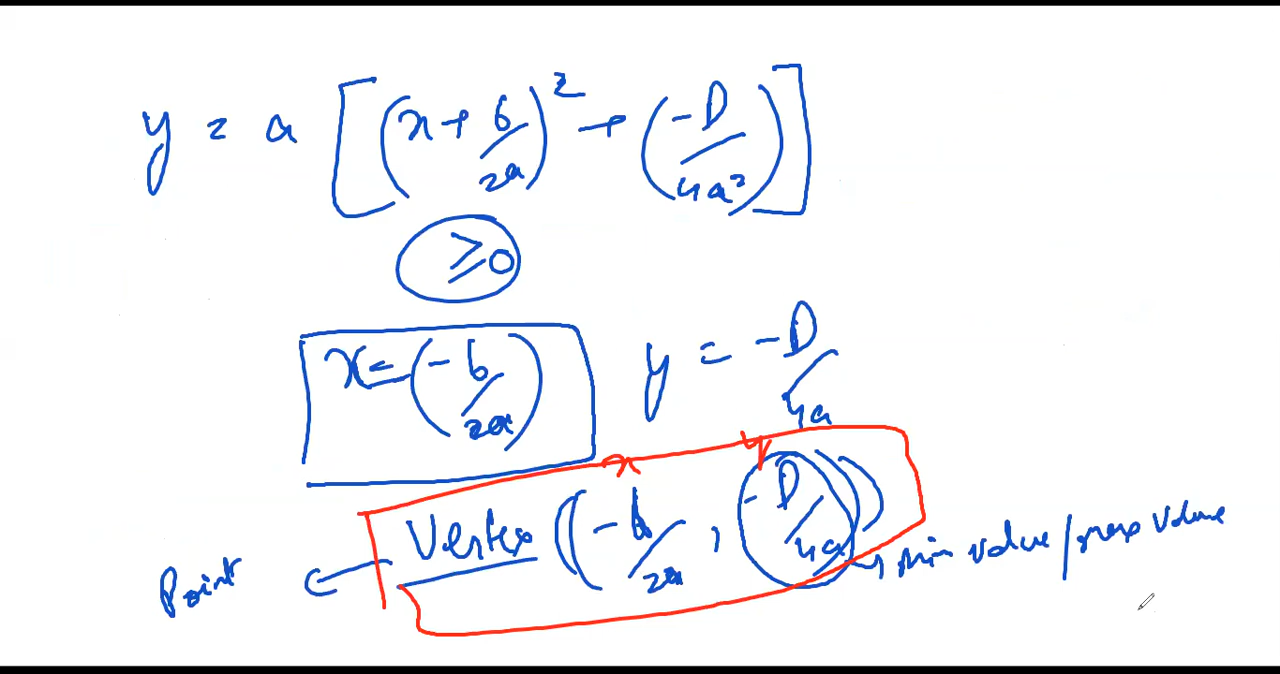 y = a [ (x + b/2a)² + (-D/4a²) ]
≥0
x = (-b/2a) y = -D/4a
x y
Vertex ((-b/2a, -D/4a))
Point
Min value / max value